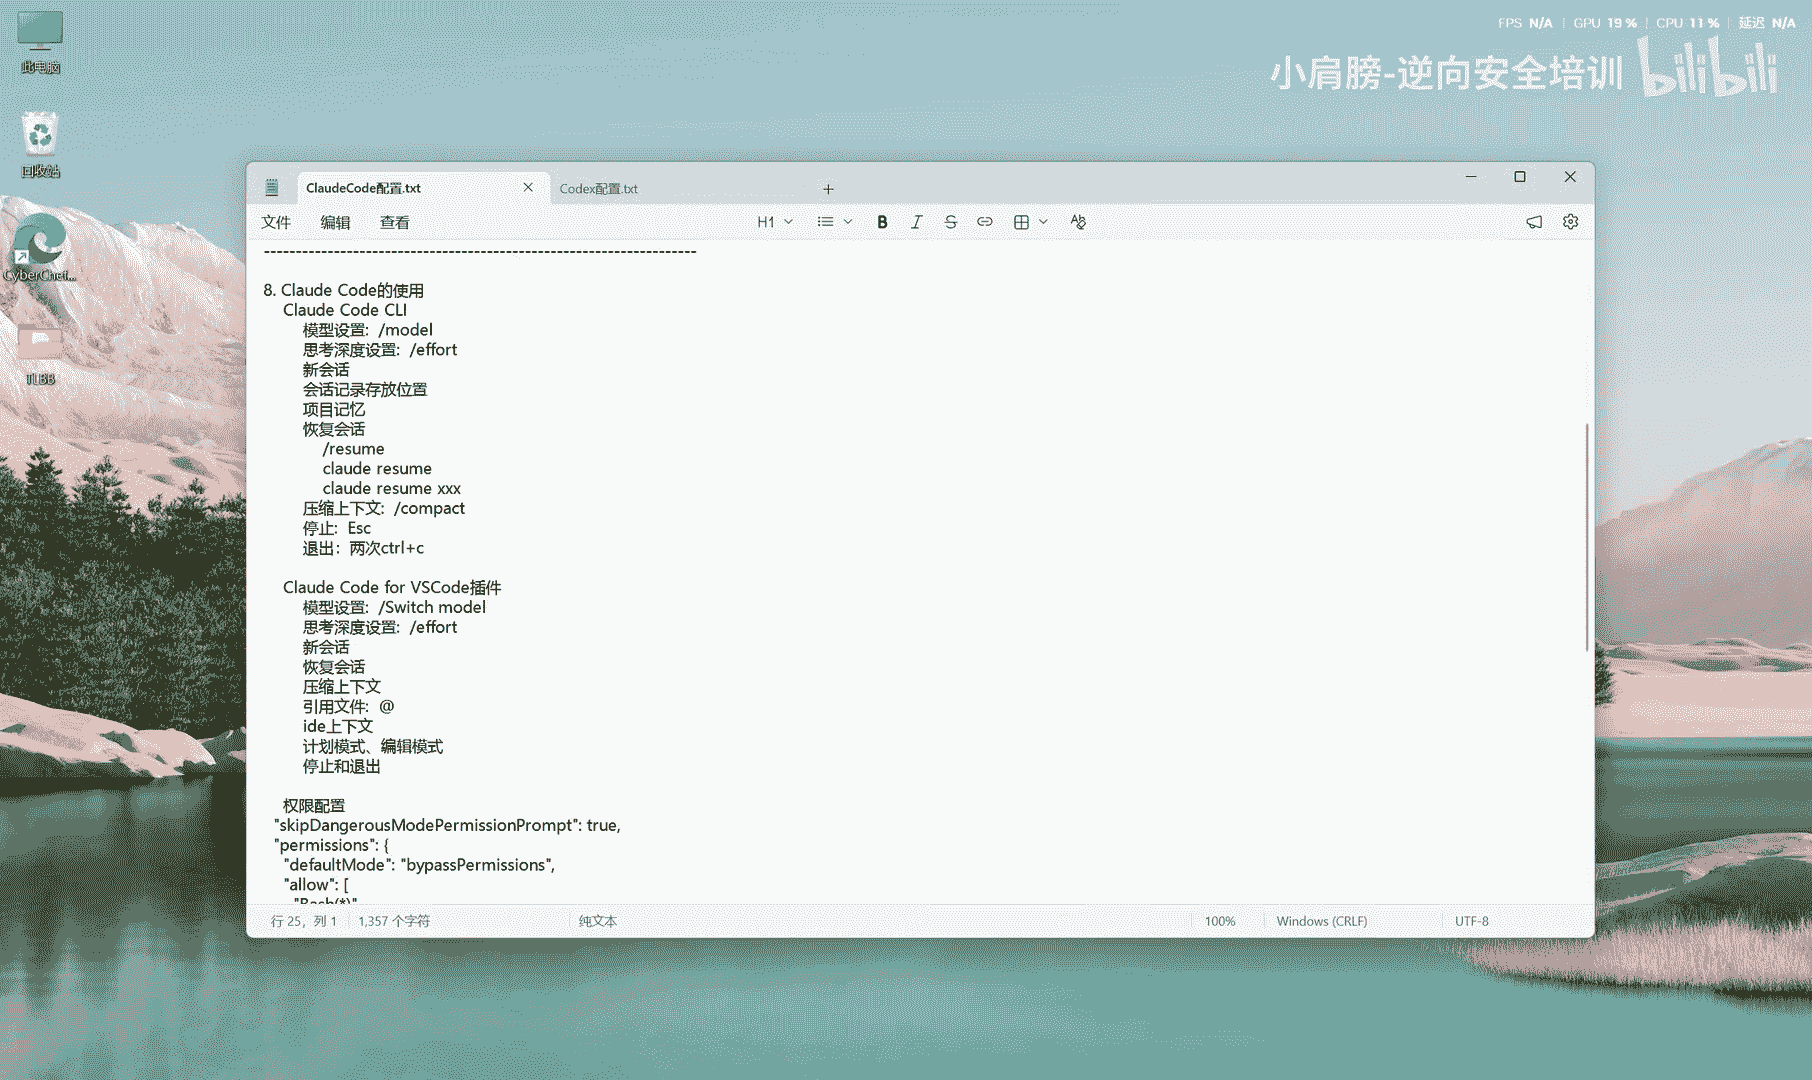 FPS N/A | GPU 19 % | CPU 11 % | 延迟 N/A
小肩膀-逆向安全培训 bilibili
此电脑
回收站
CyberChef...
TLBB
ClaudeCode配置.txt
Codex配置.txt
文件 编辑 查看 H1
--------------------------------------------------------------------
8. Claude Code的使用
Claude Code CLI
模型设置: /model
思考深度设置: /effort
新会话
会话记录存放位置
项目记忆
恢复会话
/resume
claude resume
claude resume xxx
压缩上下文: /compact
停止: Esc
退出: 两次ctrl+c
Claude Code for VSCode插件
模型设置: /Switch model
思考深度设置: /effort
新会话
恢复会话
压缩上下文
引用文件: @
ide上下文
计划模式、编辑模式
停止和退出
权限配置
"skipDangerousModePermissionPrompt": true,
"permissions": {
"defaultMode": "bypassPermissions",
"allow": [
"Bash(*)"
行 25, 列 1 1,357 个字符 纯文本 100% Windows (CRLF) UTF-8